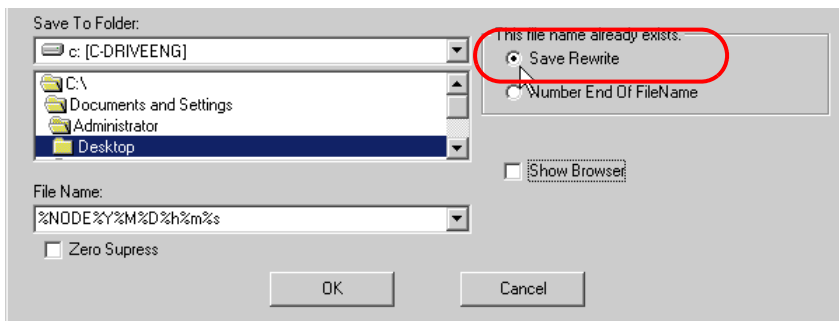 Save To Folder:
c: [C-DRIVEENG]
C:\
Documents and Settings
Administrator
Desktop
File Name:
%NODE%Y%M%D%h%m%s
Zero Supress
This file name already exists.
Save Rewrite
Number End Of FileName
Show Browser
OK
Cancel